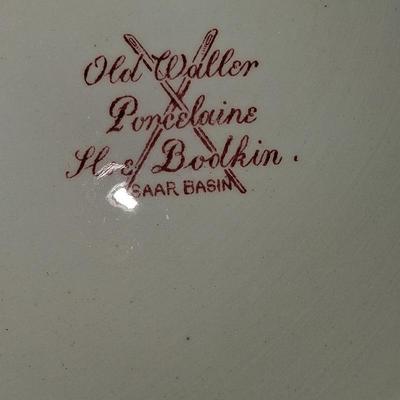 Old Waller
Porcelaine
Bodkin.
SAAR BASIN